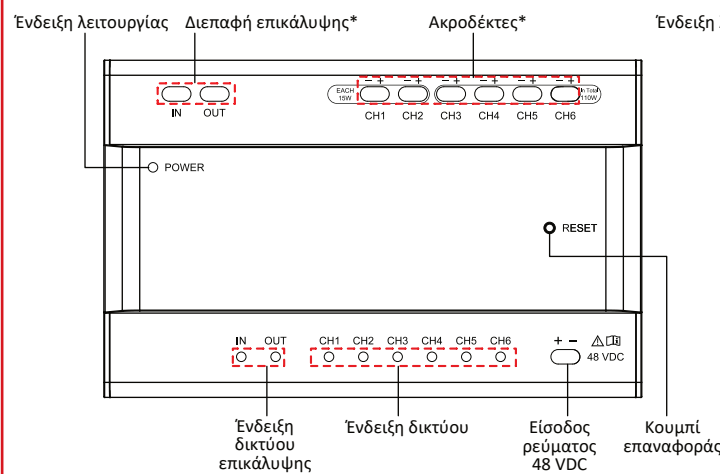 Ένδειξη λειτουργίας Διεπαφή επικάλυψης* Ακροδέκτες* Ένδειξη
EACH 15W
- + - + - + - + - + - +
In Total 110W
IN OUT CH1 CH2 CH3 CH4 CH5 CH6
POWER
RESET
IN OUT CH1 CH2 CH3 CH4 CH5 CH6 + -
48 VDC
Ένδειξη δικτύου επικάλυψης
Ένδειξη δικτύου
Είσοδος ρεύματος 48 VDC
Κουμπί επαναφοράς